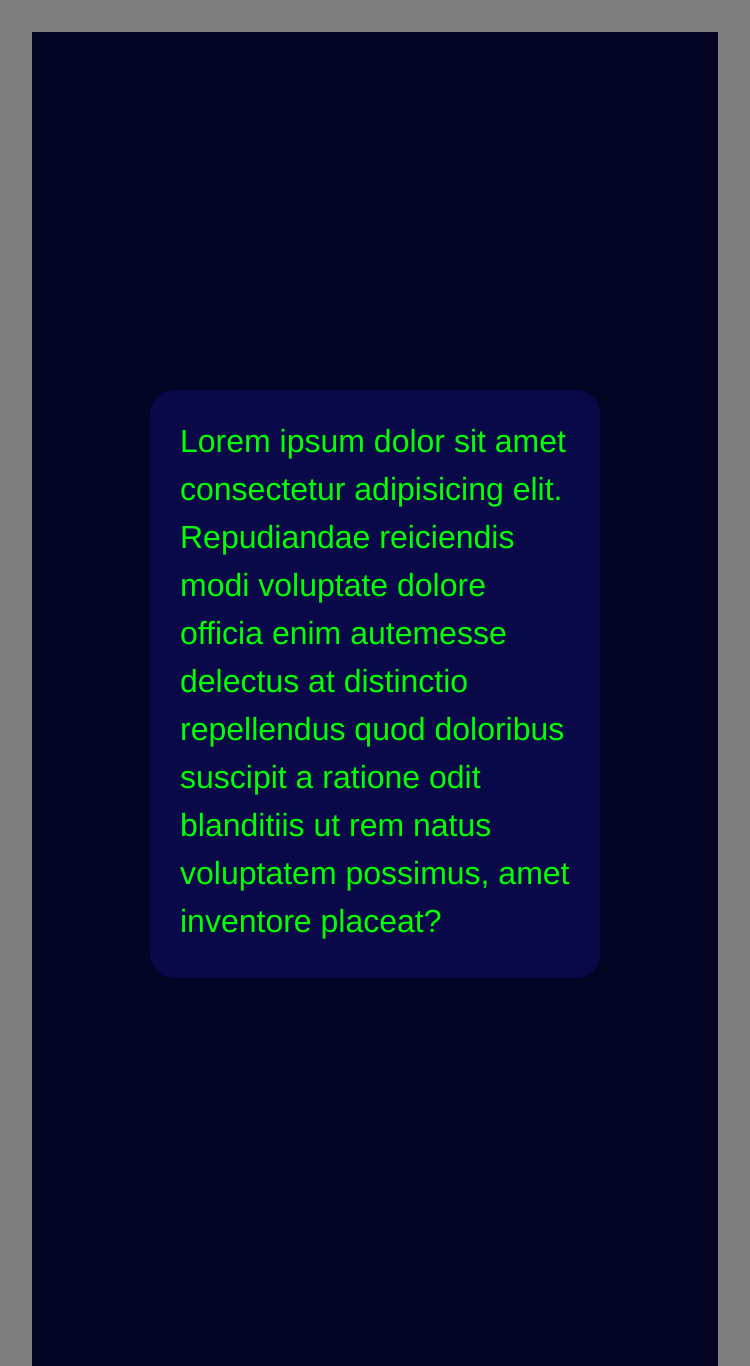 Lorem ipsum dolor sit amet
consectetur adipisicing elit.
Repudiandae reiciendis
modi voluptate dolore
officia enim autemesse
delectus at distinctio
repellendus quod doloribus
suscipit a ratione odit
blanditiis ut rem natus
voluptatem possimus, amet
inventore placeat?